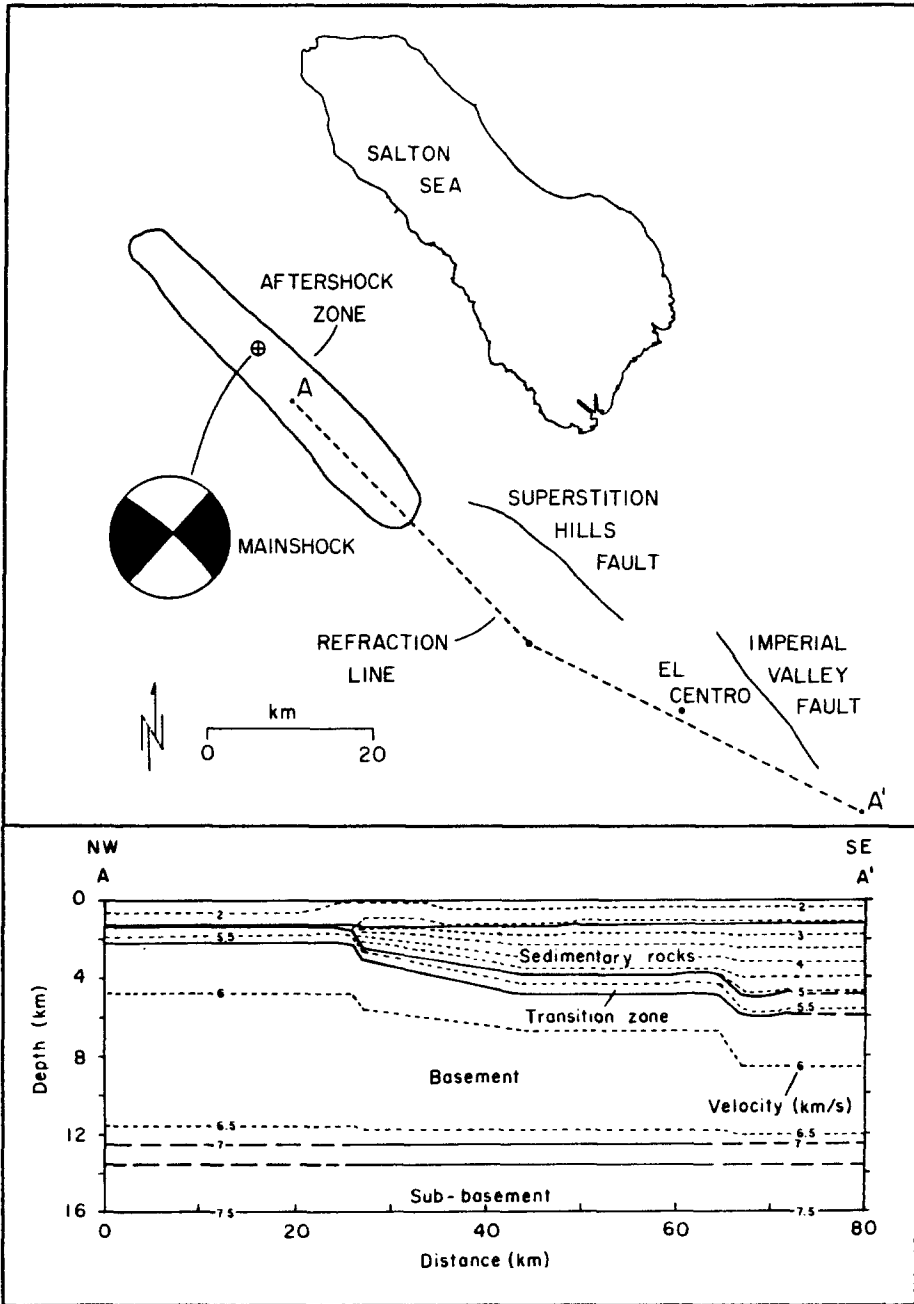 SALTON
SEA
AFTERSHOCK
ZONE
A
SUPERSTITION
HILLS
FAULT
MAINSHOCK
REFRACTION
LINE
IMPERIAL
VALLEY
FAULT
EL
CENTRO
N
km
0 20
A'
NW SE
A A'
0
4
8
12
16
Depth (km)
2 2
3
Sedimentary rocks 4
5.5 5
Transition zone 5.5
6 6
Basement
Velocity (km/s)
6.5 6.5
7 7
Sub-basement
7.5 7.5
0 20 40 60 80
Distance (km)